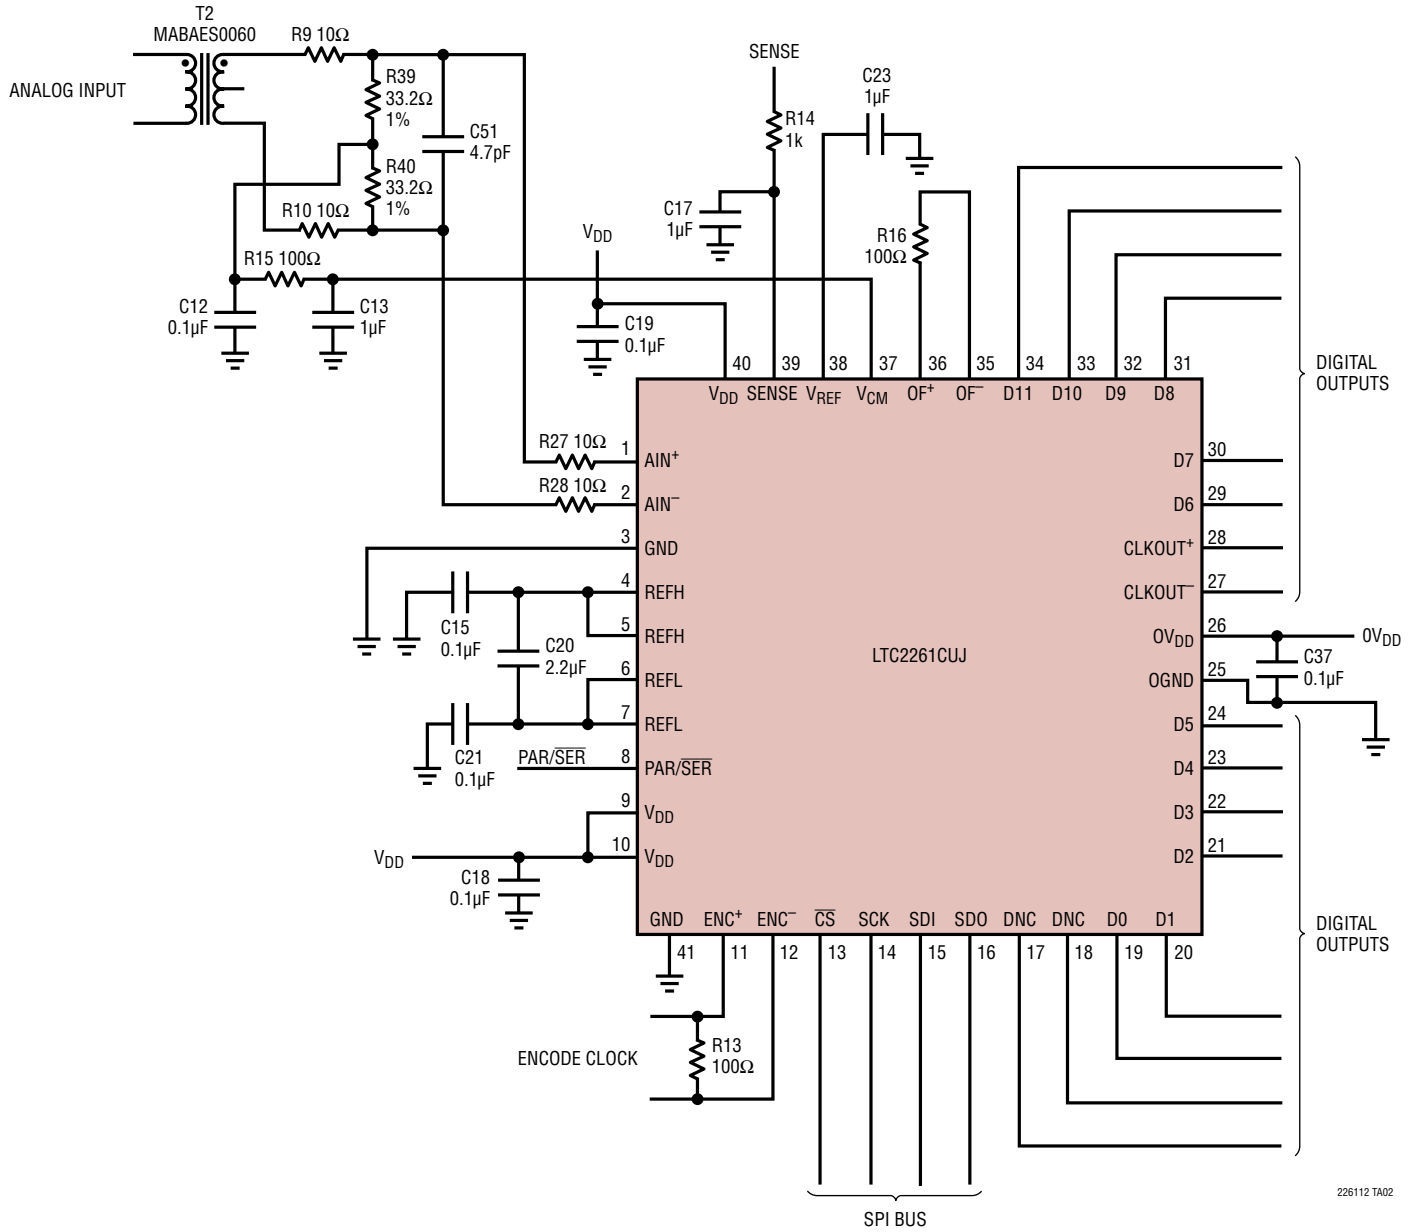 T2
MABAES0060
ANALOG INPUT
R9 10Ω
R39
33.2Ω
1%
C51
4.7pF
R40
33.2Ω
1%
R10 10Ω
R15 100Ω
C12
0.1µF
C13
1µF
SENSE
R14
1k
C23
1µF
C17
1µF
R16
100Ω
VDD
C19
0.1µF
40 39 38 37 36 35 34 33 32 31
VDD SENSE VREF VCM OF+ OF– D11 D10 D9 D8
DIGITAL
OUTPUTS
R27 10Ω
1
AIN+
R28 10Ω
2
AIN–
3
GND
4
REFH
C15
0.1µF
5
REFH
C20
2.2µF
6
REFL
7
REFL
C21
0.1µF
PAR/SER
8
PAR/SER
9
VDD
VDD
10
VDD
C18
0.1µF
LTC2261CUJ
D7
30
D6
29
CLKOUT+
28
CLKOUT–
27
OVDD
26
0VDD
C37
0.1µF
OGND
25
D5
24
D4
23
D3
22
D2
21
DIGITAL
OUTPUTS
GND ENC+ ENC– CS SCK SDI SDO DNC DNC D0 D1
41 11 12 13 14 15 16 17 18 19 20
ENCODE CLOCK
R13
100Ω
SPI BUS
226112 TA02